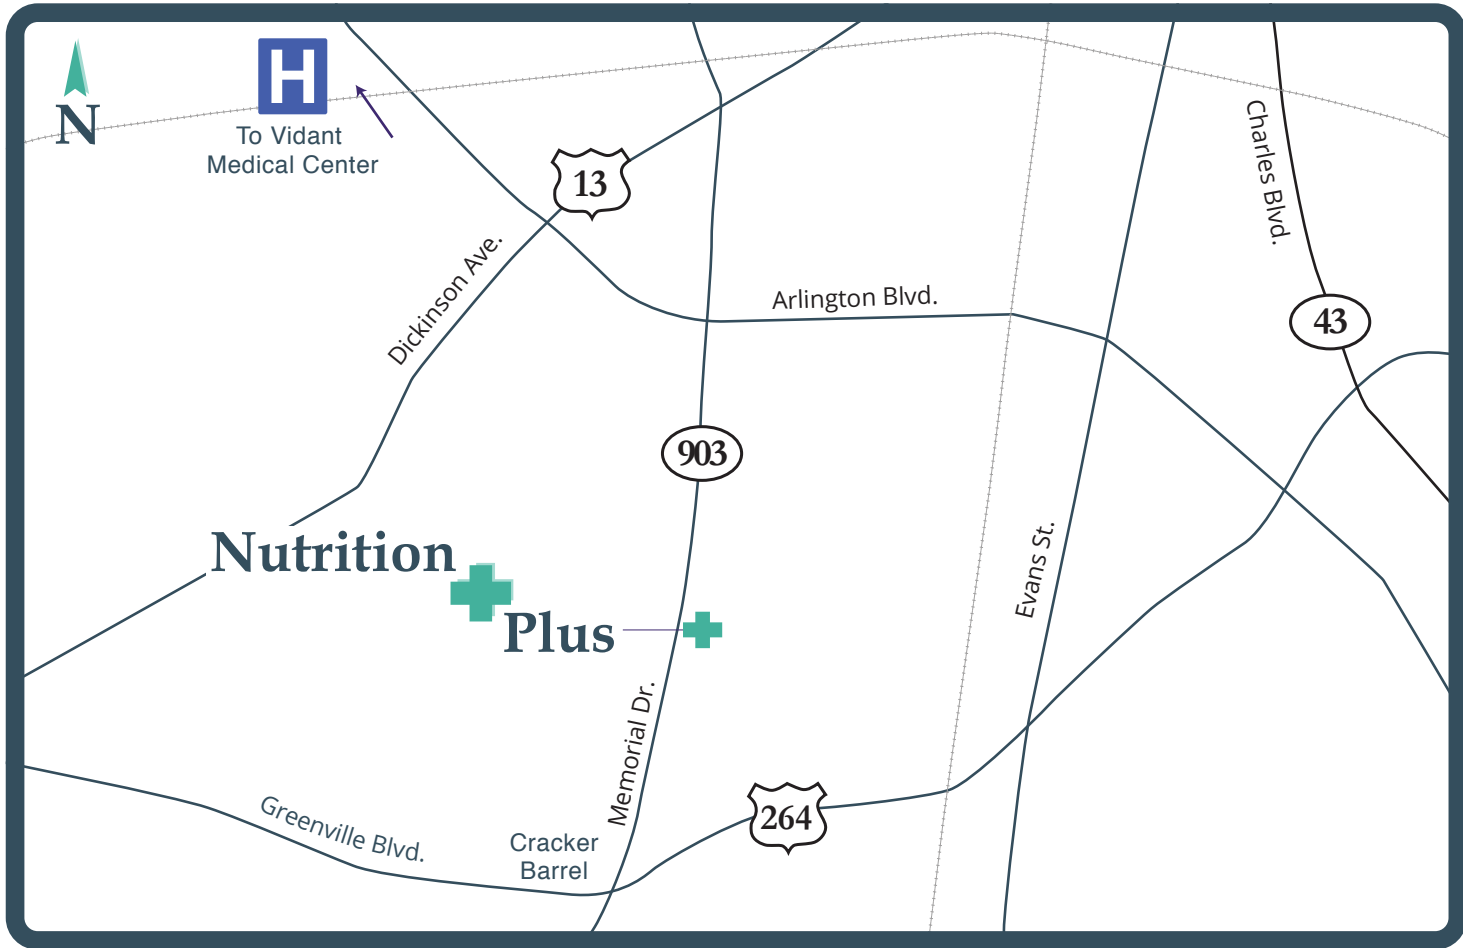 N
H
To Vidant
Medical Center
13
Charles Blvd.
Dickinson Ave.
Arlington Blvd.
43
903
Nutrition
Plus
Evans St.
Memorial Dr.
264
Greenville Blvd.
Cracker
Barrel